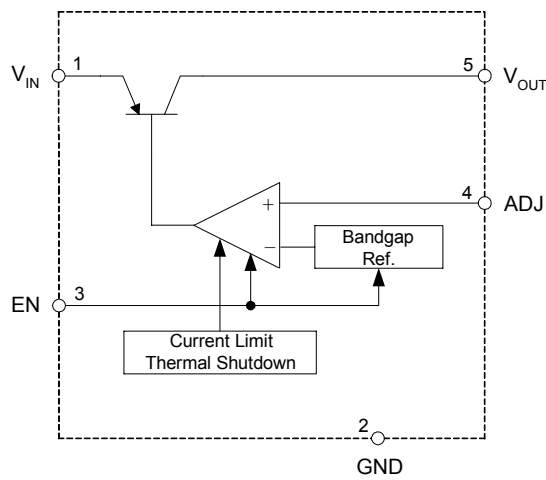 1
V_IN
5
V_OUT
4
ADJ
+
−
Bandgap
Ref.
3
EN
Current Limit
Thermal Shutdown
2
GND